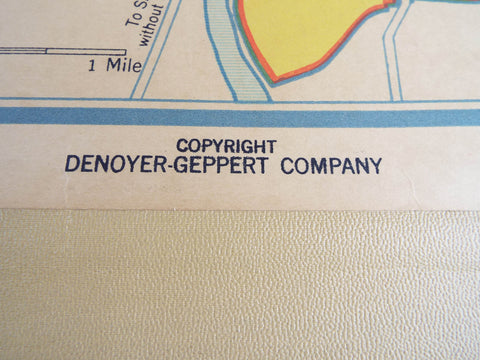 To S
without
1 Mile
COPYRIGHT
DENOYER-GEPPERT COMPANY